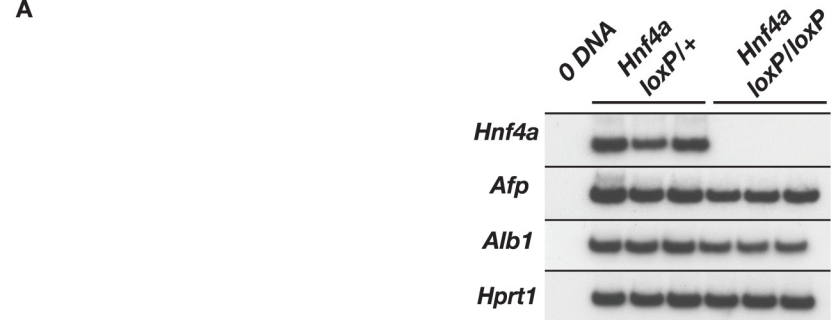 A
0 DNA
Hnf4a
loxP/+
Hnf4a
loxP/loxP
Hnf4a
Afp
Alb1
Hprt1